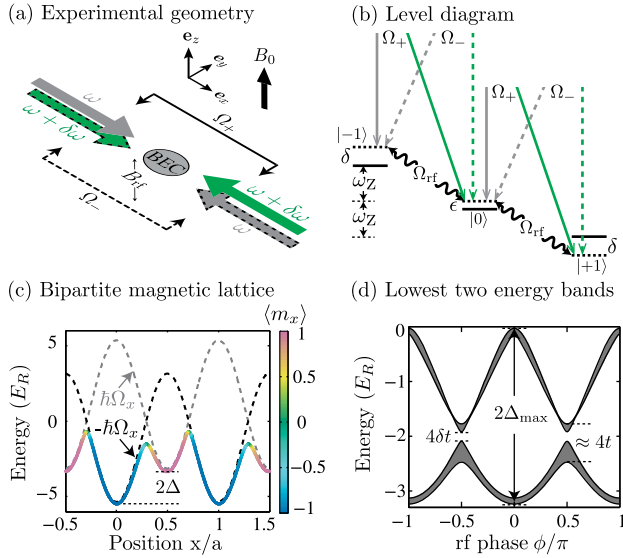 (a) Experimental geometry
e_z
e_y
e_x
B_0
ω
ω + δω
Ω_+
BEC
B_rf
Ω_−
ω + δω
ω
(b) Level diagram
Ω_+
Ω_−
Ω_+
Ω_−
|−1⟩
δ
Ω_rf
ω_Z
ϵ
|0⟩
ω_Z
Ω_rf
δ
|+1⟩
(c) Bipartite magnetic lattice
⟨m_x⟩
Energy (E_R)
5
0
−5
ħΩ_x
-ħΩ_x
2Δ
−0.5 0 0.5 1 1.5
Position x/a
1
0.5
0
−0.5
−1
(d) Lowest two energy bands
Energy (E_R)
0
−1
−2
−3
2Δ_max
4δt
≈ 4t
−1 −0.5 0 0.5 1
rf phase ϕ/π